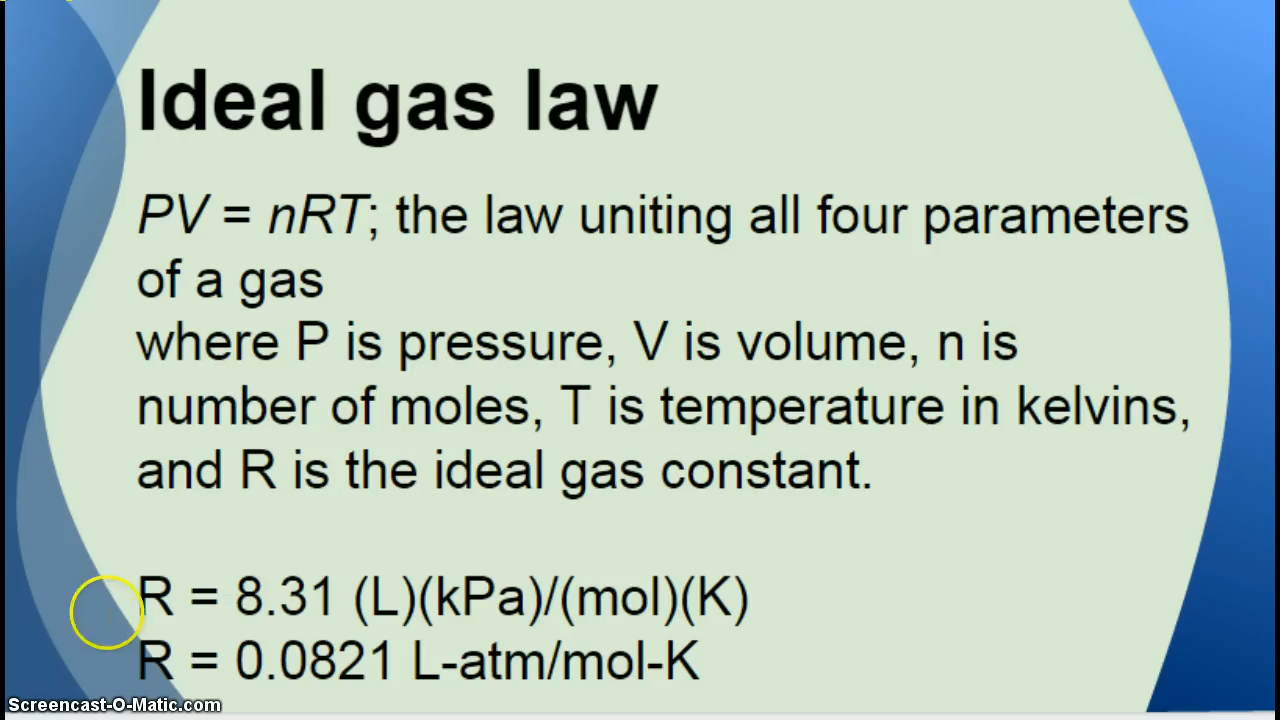 Ideal gas law
PV = nRT; the law uniting all four parameters
of a gas
where P is pressure, V is volume, n is
number of moles, T is temperature in kelvins,
and R is the ideal gas constant.
R = 8.31 (L)(kPa)/(mol)(K)
R = 0.0821 L-atm/mol-K
Screencast-O-Matic.com